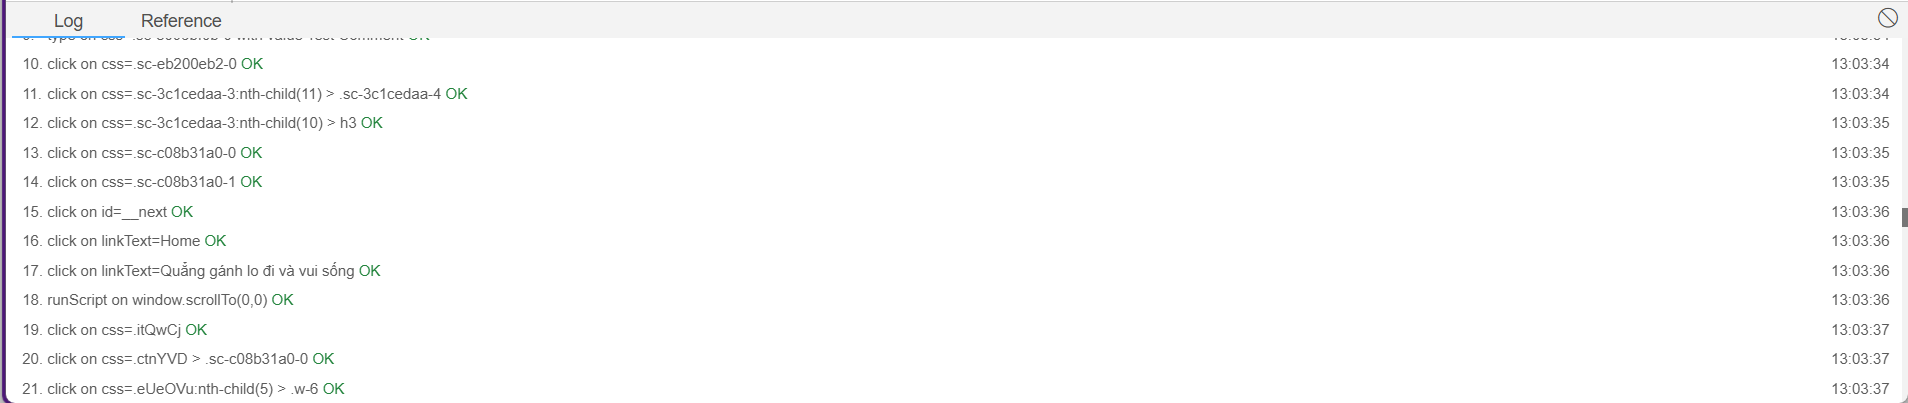 Log Reference
10. click on css=.sc-eb200eb2-0 OK 13:03:34
11. click on css=.sc-3c1cedaa-3:nth-child(11) > .sc-3c1cedaa-4 OK 13:03:34
12. click on css=.sc-3c1cedaa-3:nth-child(10) > h3 OK 13:03:35
13. click on css=.sc-c08b31a0-0 OK 13:03:35
14. click on css=.sc-c08b31a0-1 OK 13:03:35
15. click on id=__next OK 13:03:36
16. click on linkText=Home OK 13:03:36
17. click on linkText=Quẳng gánh lo đi và vui sống OK 13:03:36
18. runScript on window.scrollTo(0,0) OK 13:03:36
19. click on css=.itQwCj OK 13:03:37
20. click on css=.ctnYVD > .sc-c08b31a0-0 OK 13:03:37
21. click on css=.eUeOVu:nth-child(5) > .w-6 OK 13:03:37